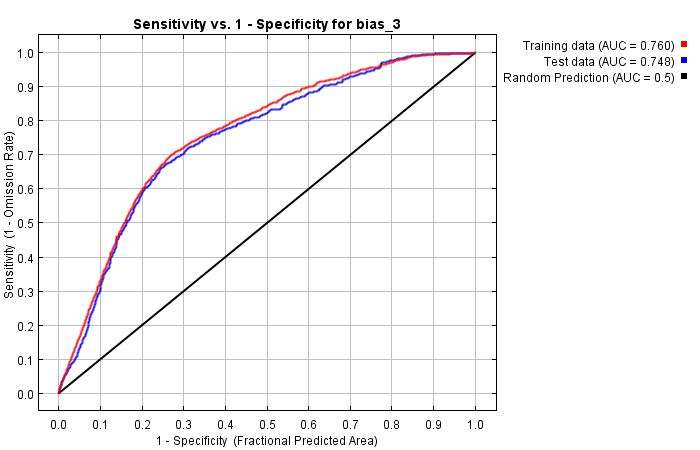 Sensitivity vs. 1 - Specificity for bias_3
Training data (AUC = 0.760)
Test data (AUC = 0.748)
Random Prediction (AUC = 0.5)
Sensitivity (1 - Omission Rate)
1.0
0.9
0.8
0.7
0.6
0.5
0.4
0.3
0.2
0.1
0.0
0.0 0.1 0.2 0.3 0.4 0.5 0.6 0.7 0.8 0.9 1.0
1 - Specificity (Fractional Predicted Area)